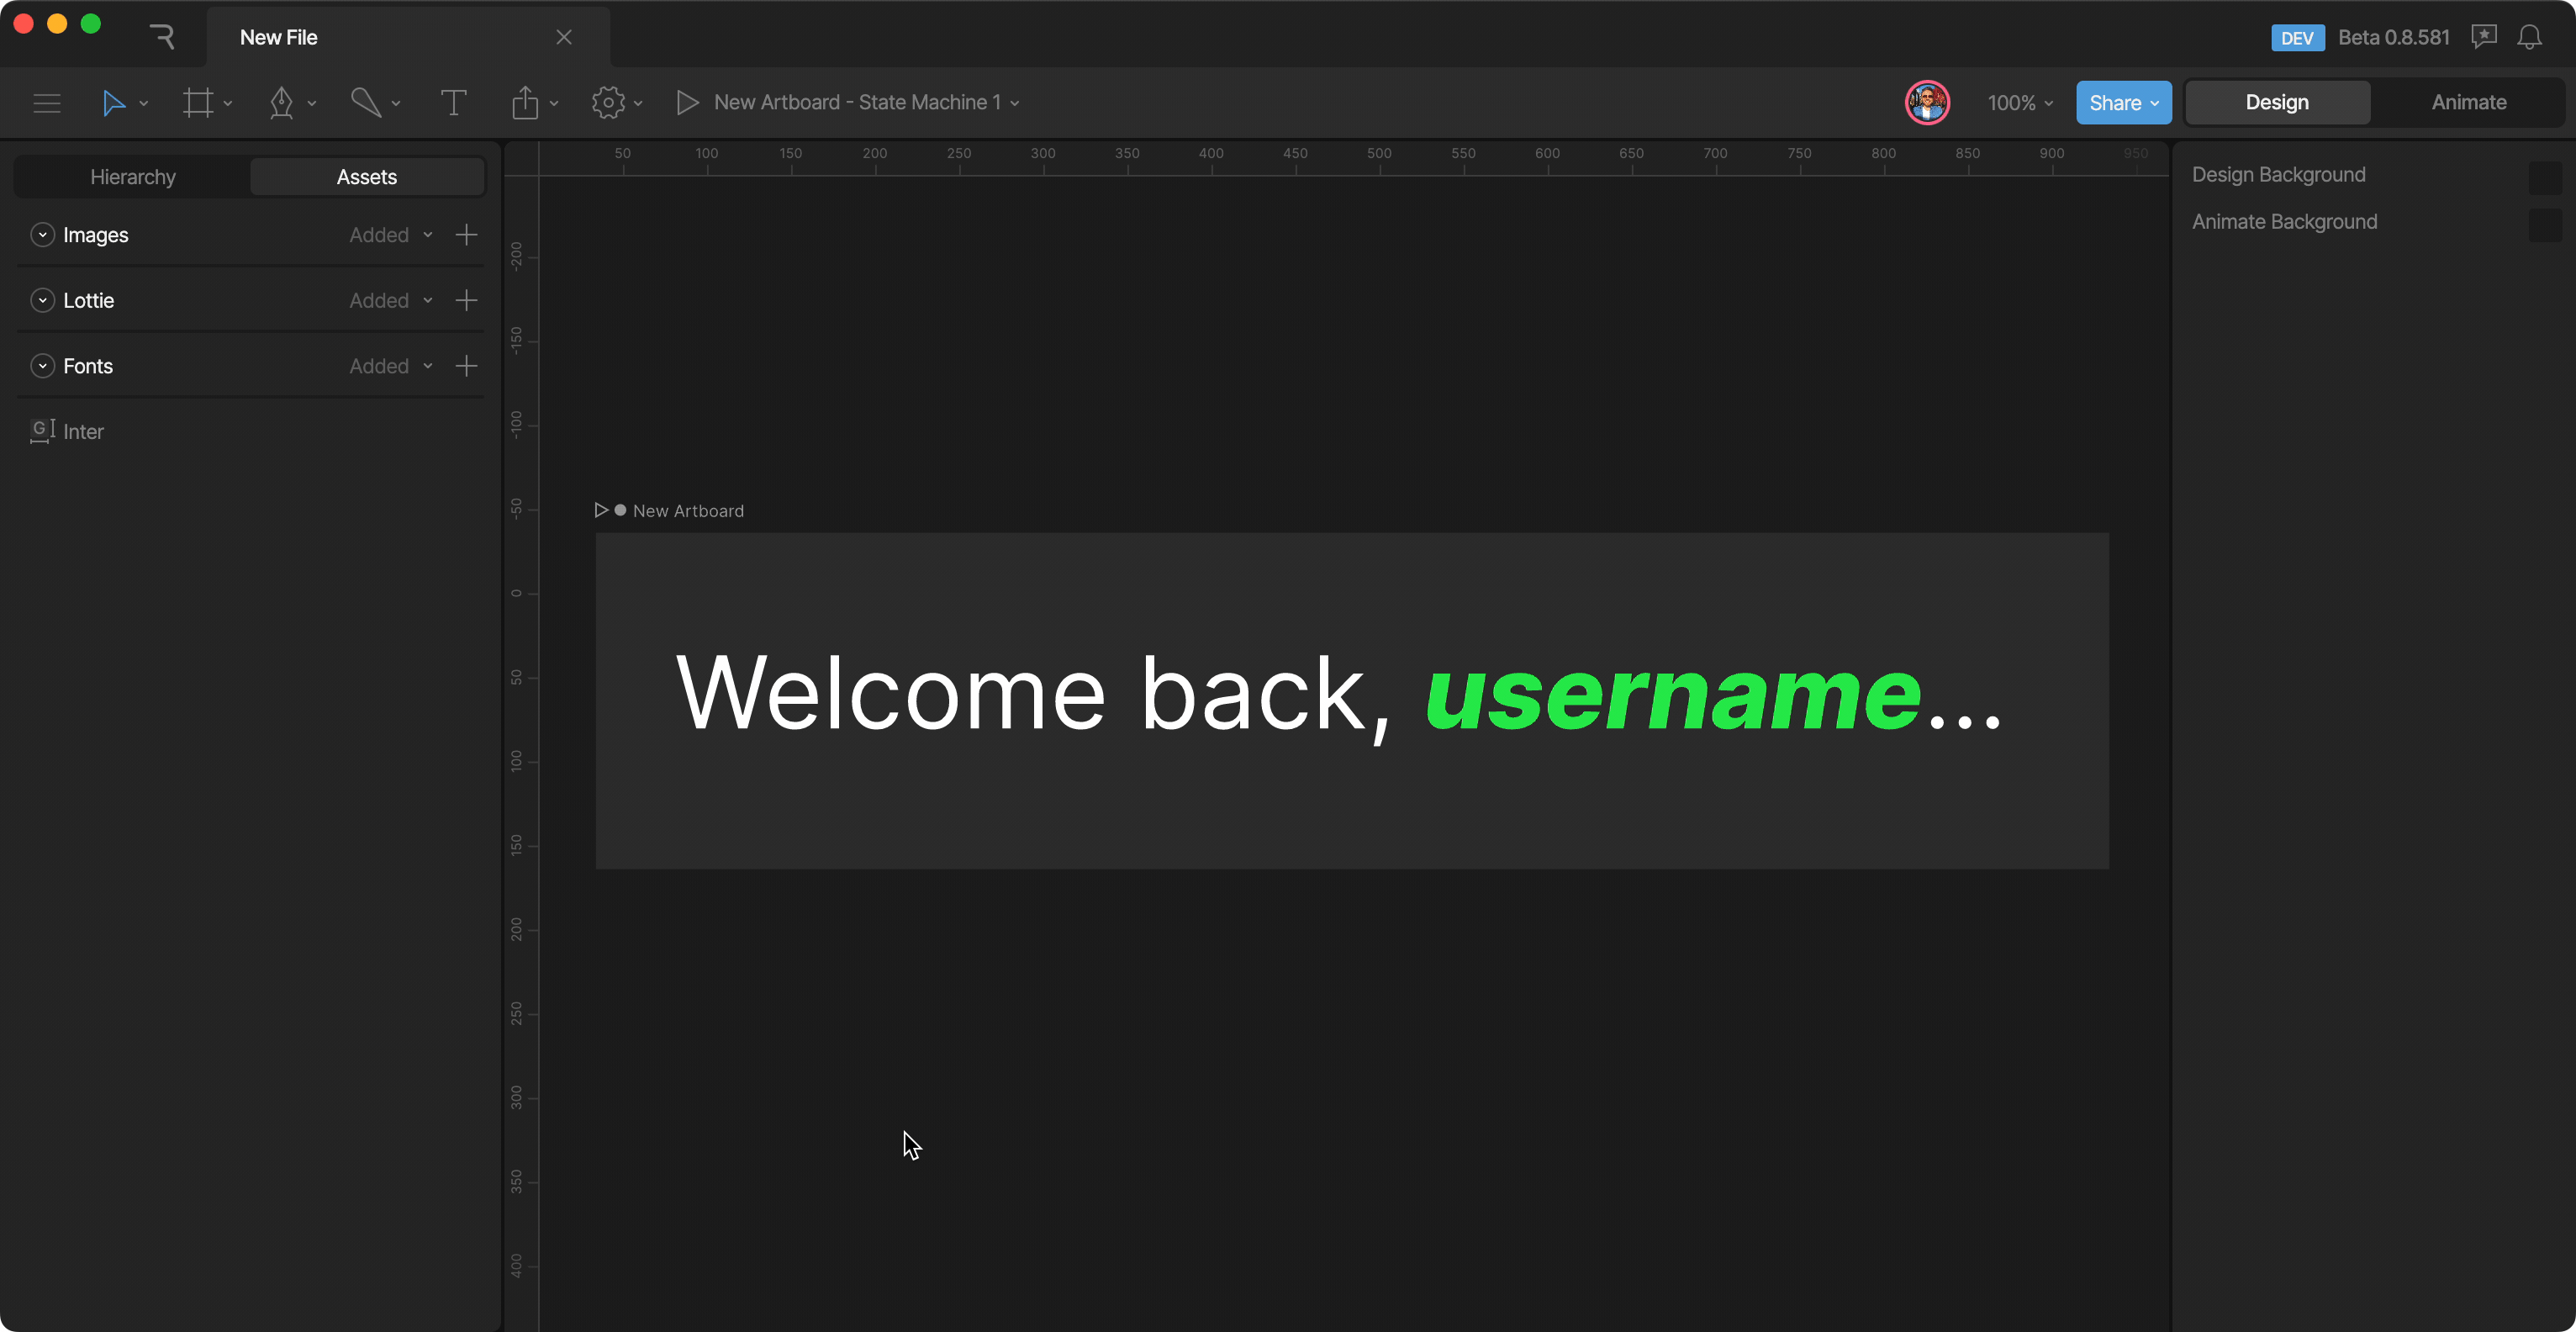 New File
DEV Beta 0.8.581
New Artboard - State Machine 1
100% Share Design Animate
Hierarchy Assets
Images Added
Lottie Added
Fonts Added
G Inter
50 100 150 200 250 300 350 400 450 500 550 600 650 700 750 800 850 900 950
-200
-150
-100
-50
0
50
100
150
200
250
300
350
400
New Artboard
Welcome back, username...
Design Background
Animate Background